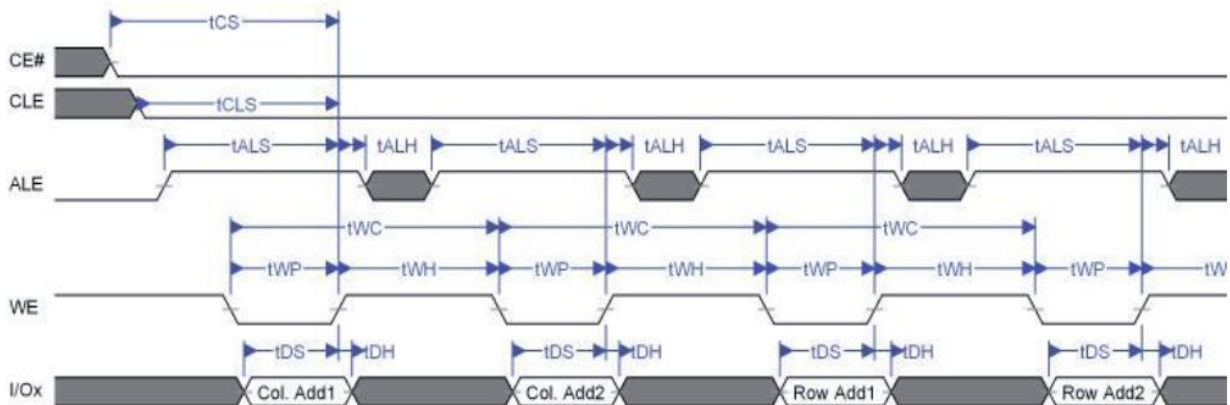 tCS
CE#
CLE tCLS
tALS tALH tALS tALH tALS tALH tALS tALH
ALE
tWC tWC tWC
tWP tWH tWP tWH tWP tWH tWP tW
WE
tDS tDH tDS tDH tDS tDH tDS tDH
I/Ox Col. Add1 Col. Add2 Row Add1 Row Add2